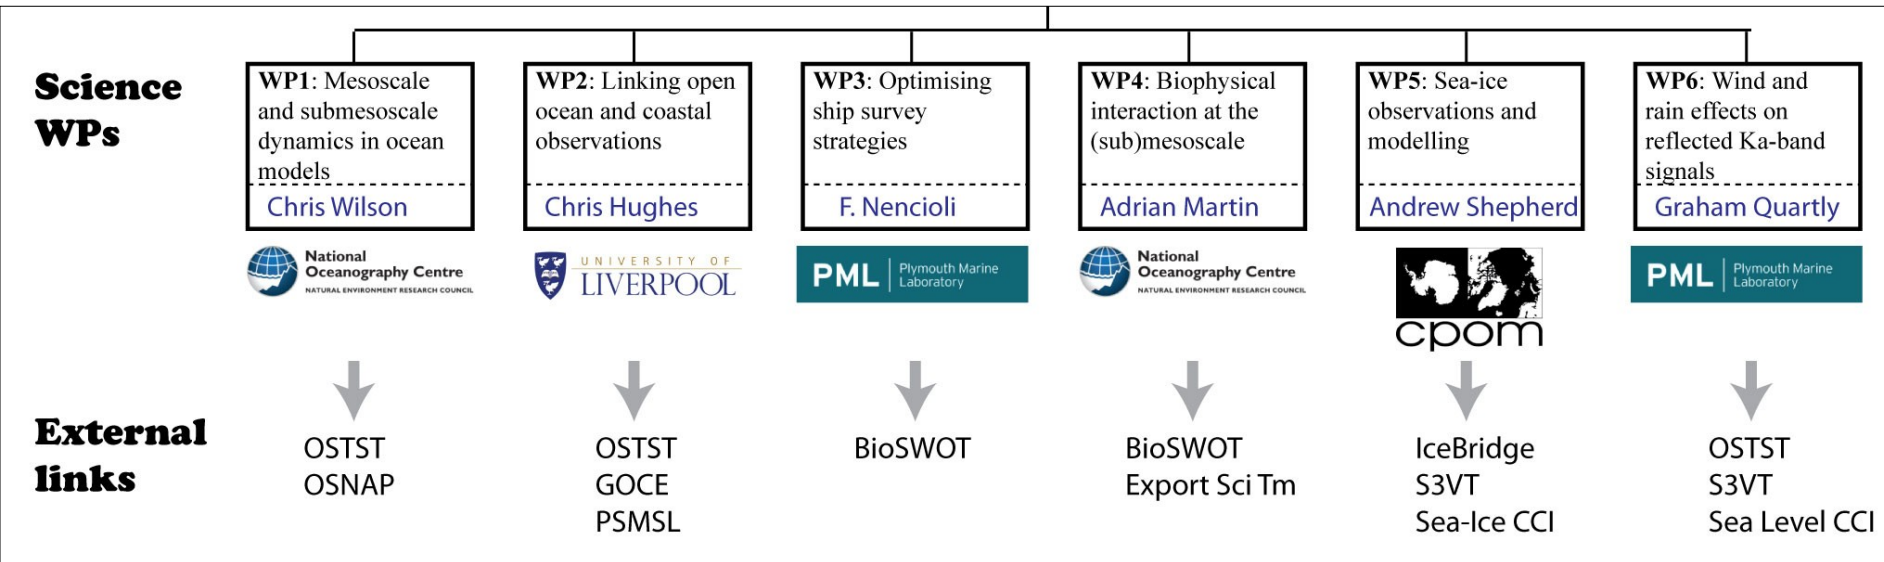 Science
WPs
WP1: Mesoscale
and submesoscale
dynamics in ocean
models
Chris Wilson
National
Oceanography Centre
NATURAL ENVIRONMENT RESEARCH COUNCIL
WP2: Linking open
ocean and coastal
observations
Chris Hughes
UNIVERSITY OF
LIVERPOOL
WP3: Optimising
ship survey
strategies
F. Nencioli
PML
Plymouth Marine
Laboratory
WP4: Biophysical
interaction at the
(sub)mesoscale
Adrian Martin
National
Oceanography Centre
NATURAL ENVIRONMENT RESEARCH COUNCIL
WP5: Sea-ice
observations and
modelling
Andrew Shepherd
cpom
WP6: Wind and
rain effects on
reflected Ka-band
signals
Graham Quartly
PML
Plymouth Marine
Laboratory
External
links
OSTST
OSNAP
OSTST
GOCE
PSMSL
BioSWOT
BioSWOT
Export Sci Tm
IceBridge
S3VT
Sea-Ice CCI
OSTST
S3VT
Sea Level CCI